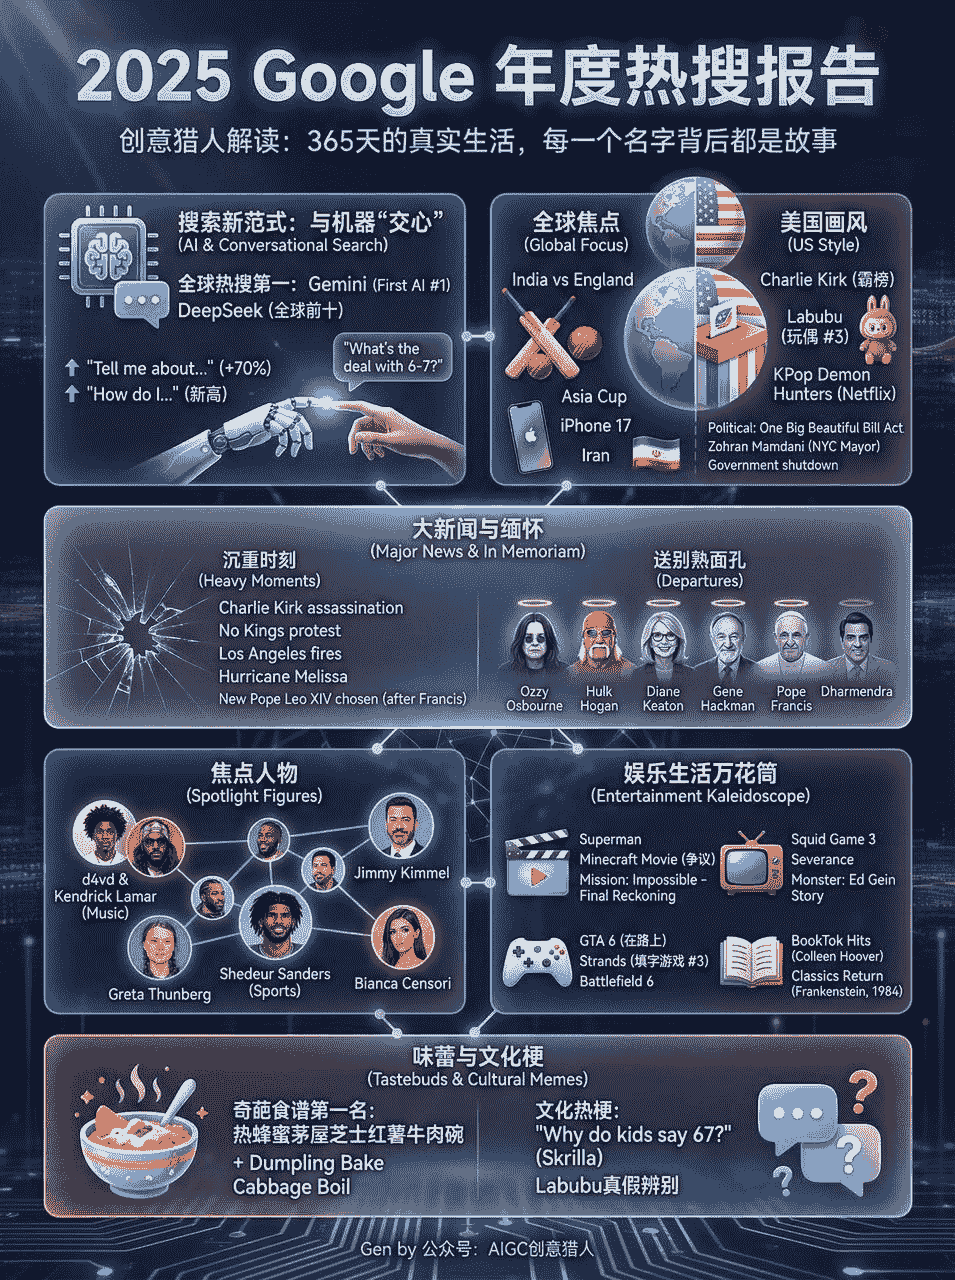 2025 Google 年度热搜报告
创意猎人解读：365天的真实生活，每一个名字背后都是故事
搜索新范式：与机器“交心”
(AI & Conversational Search)
全球热搜第一：Gemini (First AI #1)
DeepSeek (全球前十)
"Tell me about..." (+70%)
"How do I..." (新高)
"What's the
deal with 6-7?"
全球焦点
(Global Focus)
India vs England
Asia Cup
iPhone 17
Iran
美国画风
(US Style)
Charlie Kirk (霸榜)
Labubu
(玩偶 #3)
KPop Demon
Hunters (Netflix)
Political: One Big Beautiful Bill Act
Zohran Mamdani (NYC Mayor)
Government shutdown
大新闻与缅怀
(Major News & In Memoriam)
沉重时刻
(Heavy Moments)
Charlie Kirk assassination
No Kings protest
Los Angeles fires
Hurricane Melissa
New Pope Leo XIV chosen (after Francis)
送别熟面孔
(Departures)
Ozzy
Osbourne
Hulk
Hogan
Diane
Keaton
Gene
Hackman
Pope
Francis
Dharmendra
焦点人物
(Spotlight Figures)
d4vd &
Kendrick Lamar
(Music)
Jimmy Kimmel
Greta Thunberg
Shedeur Sanders
(Sports)
Bianca Censori
娱乐生活万花筒
(Entertainment Kaleidoscope)
Superman
Minecraft Movie (争议)
Mission: Impossible –
Final Reckoning
Squid Game 3
Severance
Monster: Ed Gein
Story
GTA 6 (在路上)
Strands (填字游戏 #3)
Battlefield 6
BookTok Hits
(Colleen Hoover)
Classics Return
(Frankenstein, 1984)
味蕾与文化梗
(Tastebuds & Cultural Memes)
奇葩食谱第一名：
热蜂蜜茅屋芝士红薯牛肉碗
+ Dumpling Bake
Cabbage Boil
文化热梗：
"Why do kids say 67?"
(Skrilla)
Labubu真假辨别
Gen by 公众号：AIGC创意猎人